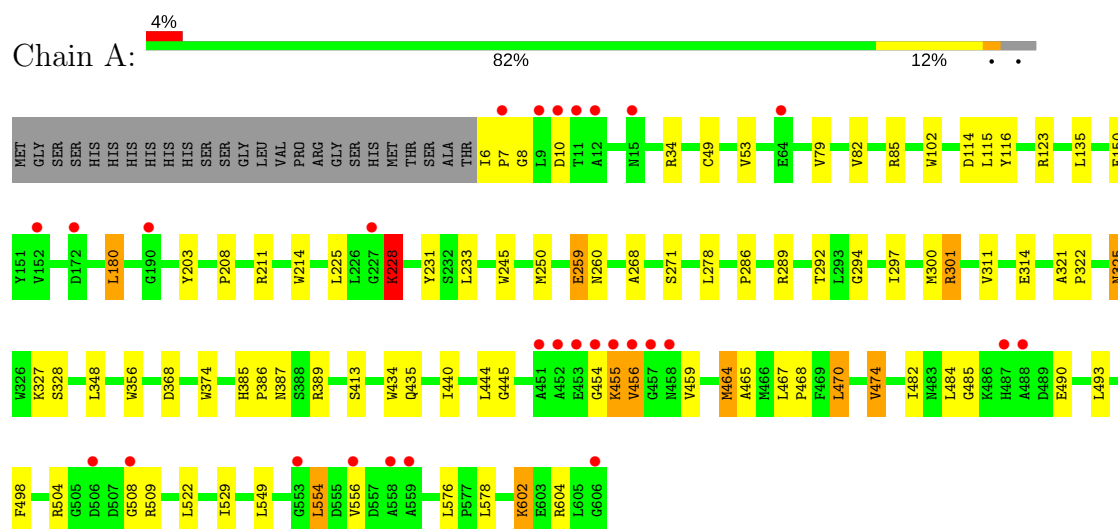 4%
Chain A:
82% 12% • •
MET GLY SER SER HIS HIS HIS HIS HIS HIS SER SER GLY LEU VAL PRO ARG GLY SER HIS MET THR SER ALA THR I6 P7 G8 L9 D10 T11 A12 N15 R34 C49 V53 E64 V79 V82 R85 W102 D114 L115 Y116 R123 L135 E150
Y151 V152 D172 L180 G190 Y203 P208 R211 W214 L225 L226 G227 K228 Y231 S232 L233 W245 M250 E259 N260 A268 S271 L278 P286 R289 T292 L293 G294 I297 M300 R301 V311 E314 A321 P322 N325
W326 K327 S328 L348 W356 D368 W374 H385 P386 N387 S388 R389 S413 W434 Q435 I440 L444 G445 A451 A452 E453 G454 K455 V456 G457 N458 V459 M464 A465 M466 L467 P468 F469 L470 V474 I482 N483 L484 G485 K486 H487 A488 D489 E490 L493
F498 R504 G505 D506 D507 G508 R509 L522 I529 L549 G553 L554 D555 V556 D557 A558 A559 L576 P577 L578 K602 E603 R604 L605 G606